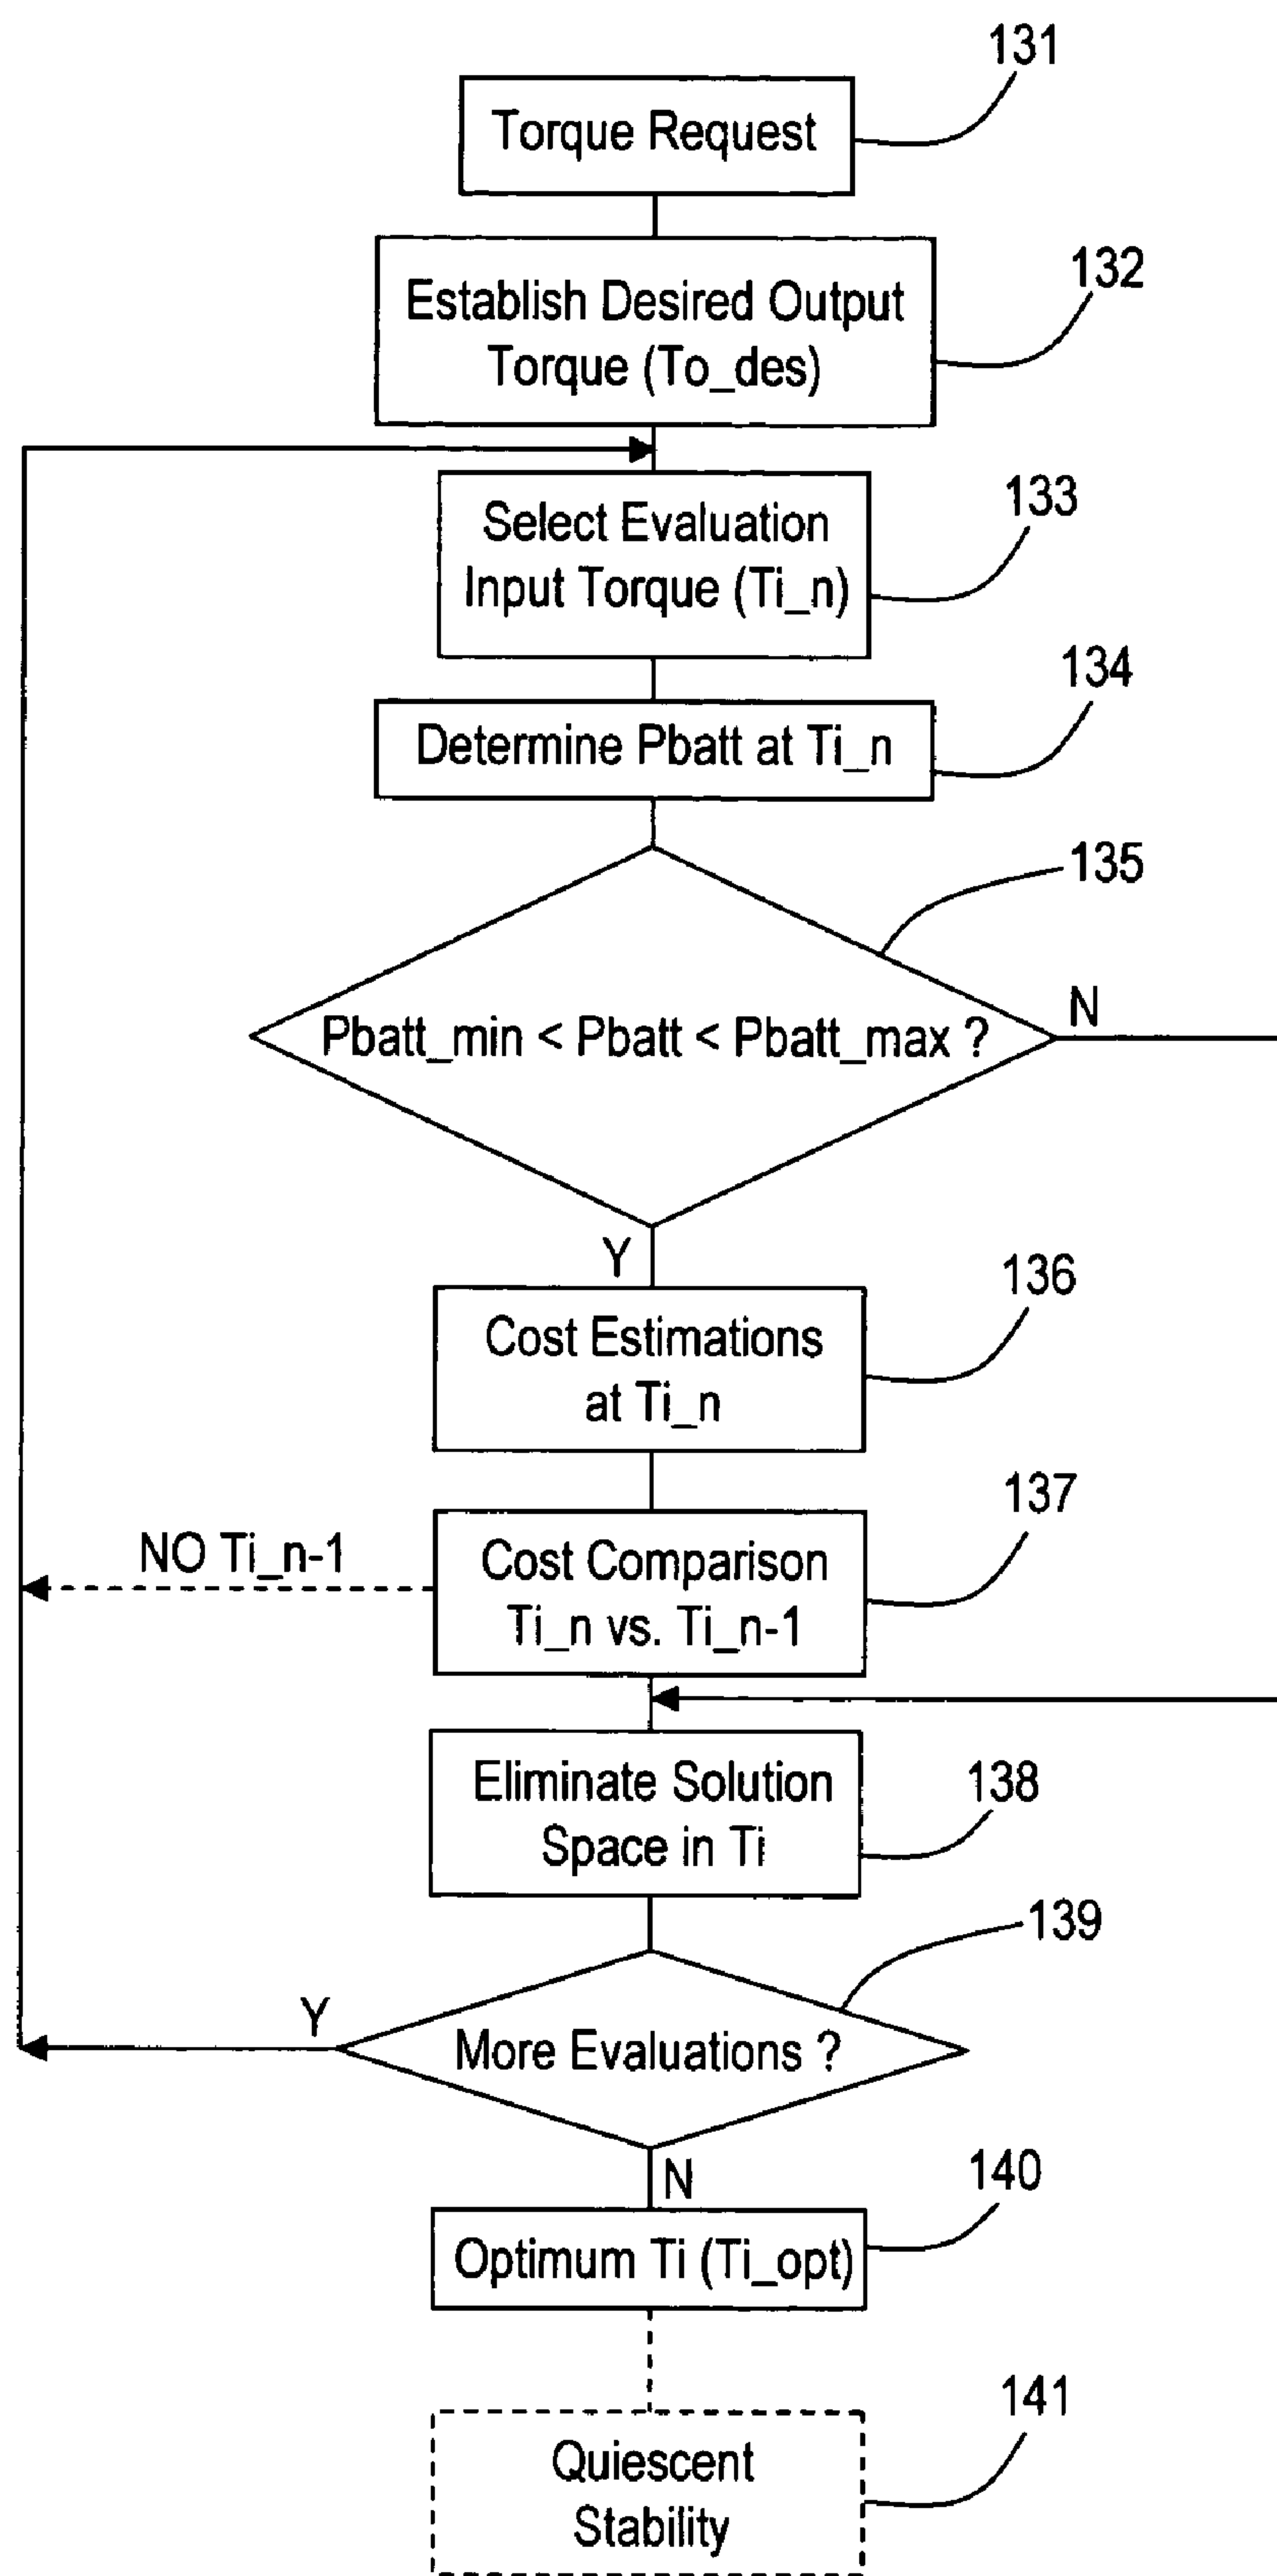 131
Torque Request
132
Establish Desired Output
Torque (To_des)
133
Select Evaluation
Input Torque (Ti_n)
134
Determine Pbatt at Ti_n
135
Pbatt_min < Pbatt < Pbatt_max ?
N
Y
136
Cost Estimations
at Ti_n
137
NO Ti_n-1
Cost Comparison
Ti_n vs. Ti_n-1
138
Eliminate Solution
Space in Ti
139
Y
More Evaluations ?
N
140
Optimum Ti (Ti_opt)
141
Quiescent
Stability